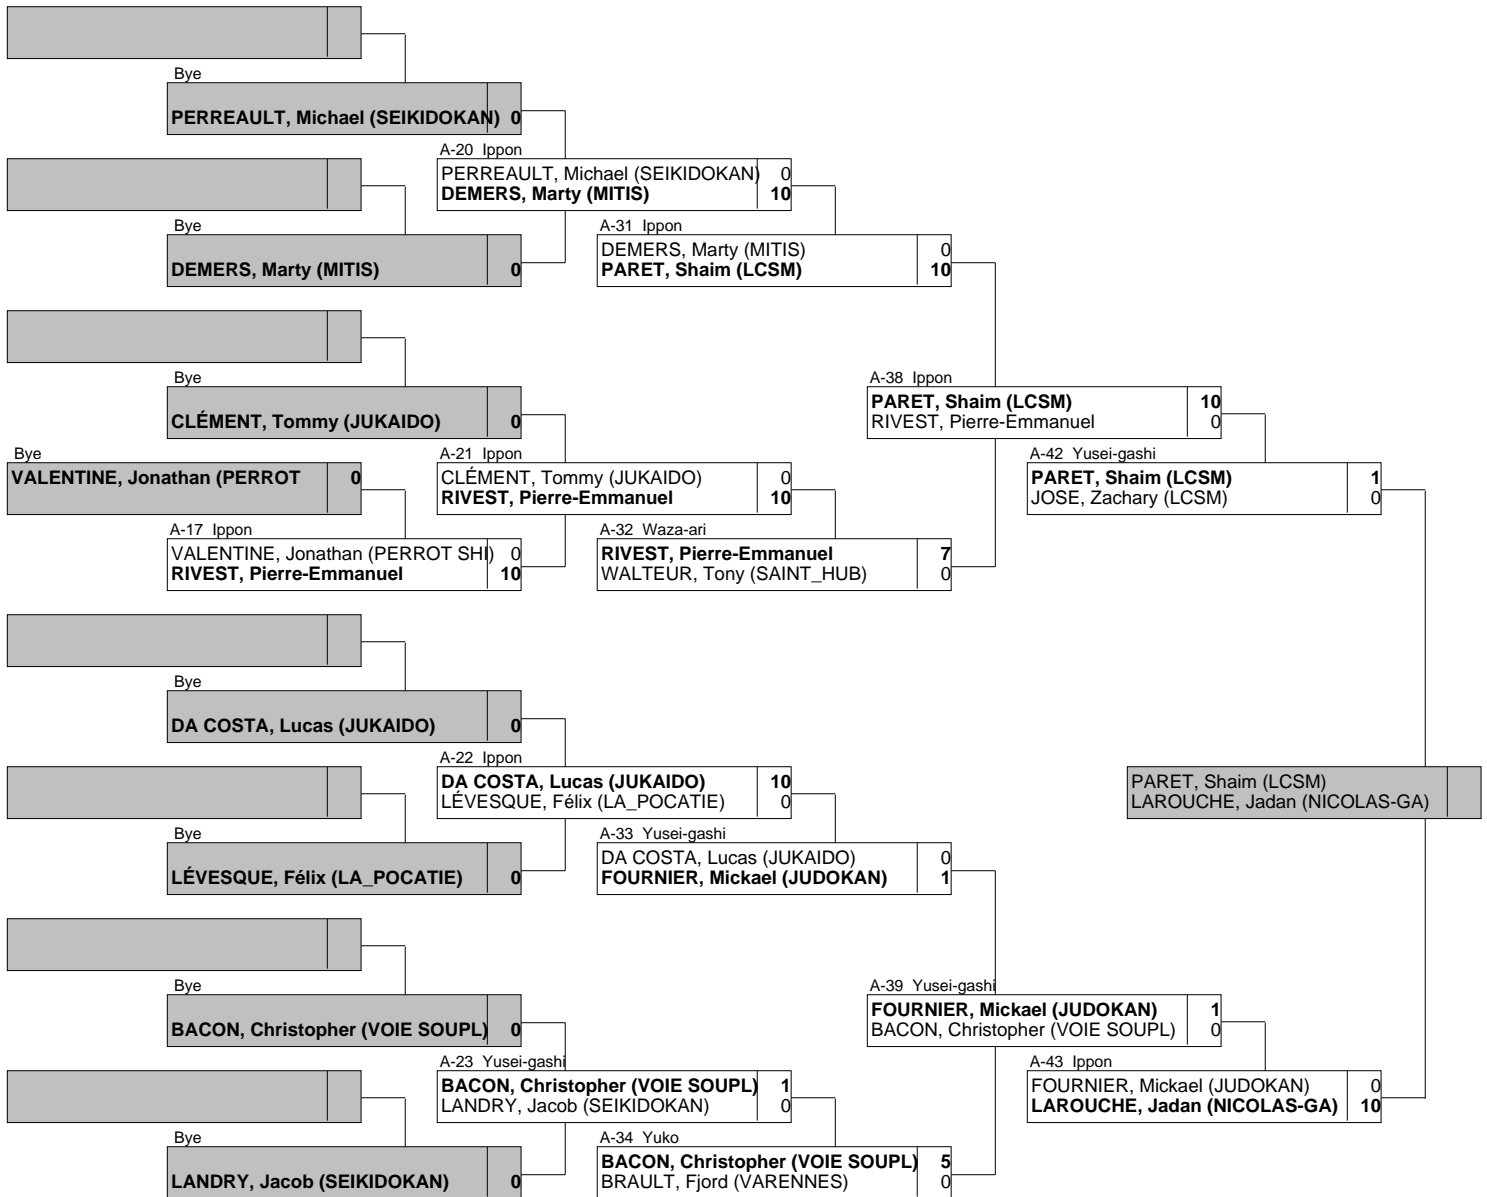 Bye
PERREAULT, Michael (SEIKIDOKAN) 0
A-20 Ippon
PERREAULT, Michael (SEIKIDOKAN) 0
DEMERS, Marty (MITIS) 10
Bye
DEMERS, Marty (MITIS) 0
A-31 Ippon
DEMERS, Marty (MITIS) 0
PARET, Shaim (LCSM) 10
Bye
CLÉMENT, Tommy (JUKAIDO) 0
A-38 Ippon
PARET, Shaim (LCSM) 10
RIVEST, Pierre-Emmanuel 0
Bye
VALENTINE, Jonathan (PERROT 0
A-21 Ippon
CLÉMENT, Tommy (JUKAIDO) 0
RIVEST, Pierre-Emmanuel 10
A-42 Yusei-gashi
PARET, Shaim (LCSM) 1
JOSE, Zachary (LCSM) 0
A-17 Ippon
VALENTINE, Jonathan (PERROT SHI) 0
RIVEST, Pierre-Emmanuel 10
A-32 Waza-ari
RIVEST, Pierre-Emmanuel 7
WALTEUR, Tony (SAINT_HUB) 0
Bye
DA COSTA, Lucas (JUKAIDO) 0
A-22 Ippon
DA COSTA, Lucas (JUKAIDO) 10
LÉVESQUE, Félix (LA_POCATIE) 0
PARET, Shaim (LCSM)
LAROUCHE, Jadan (NICOLAS-GA)
Bye
LÉVESQUE, Félix (LA_POCATIE) 0
A-33 Yusei-gashi
DA COSTA, Lucas (JUKAIDO) 0
FOURNIER, Mickael (JUDOKAN) 1
Bye
BACON, Christopher (VOIE SOUPL) 0
A-39 Yusei-gashi
FOURNIER, Mickael (JUDOKAN) 1
BACON, Christopher (VOIE SOUPL) 0
A-23 Yusei-gashi
BACON, Christopher (VOIE SOUPL) 1
LANDRY, Jacob (SEIKIDOKAN) 0
A-43 Ippon
FOURNIER, Mickael (JUDOKAN) 0
LAROUCHE, Jadan (NICOLAS-GA) 10
Bye
LANDRY, Jacob (SEIKIDOKAN) 0
A-34 Yuko
BACON, Christopher (VOIE SOUPL) 5
BRAULT, Fjord (VARENNES) 0